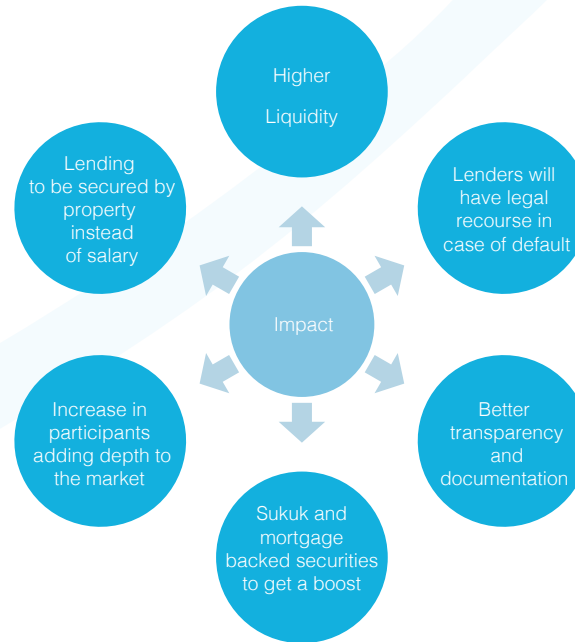 Higher
Liquidity
Lenders will
have legal
recourse in
case of default
Better
transparency
and
documentation
Sukuk and
mortgage
backed securities
to get a boost
Increase in
participants
adding depth to
the market
Lending
to be secured by
property
instead
of salary
Impact